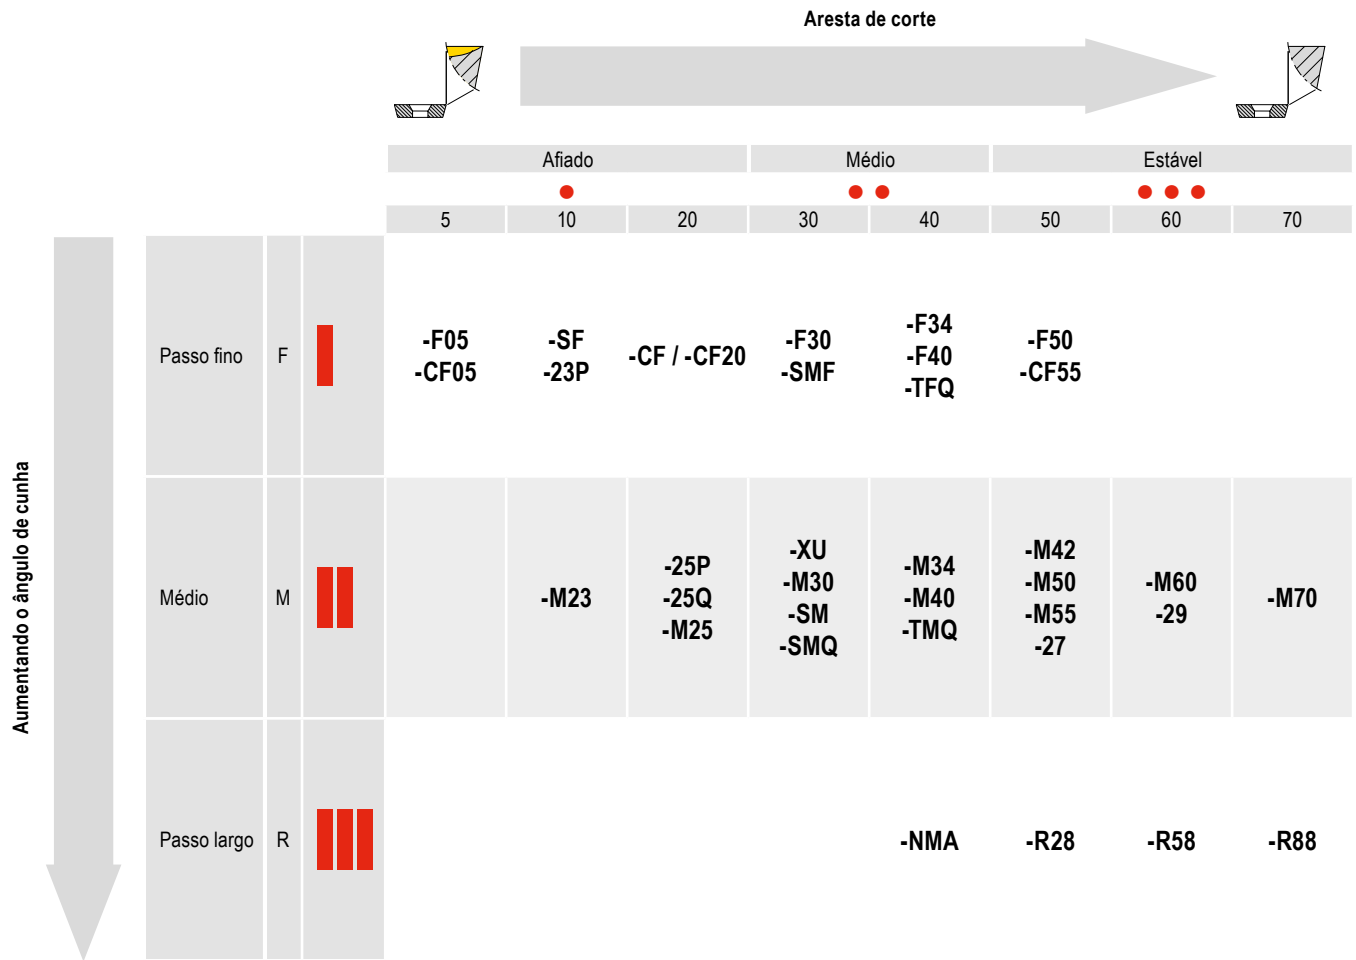 Aresta de corte
Afiado Médio Estável
5 10 20 30 40 50 60 70
Aumentando o ângulo de cunha
Passo fino F
-F05
-CF05
-SF
-23P
-CF / -CF20
-F30
-SMF
-F34
-F40
-TFQ
-F50
-CF55
Médio M
-M23
-25P
-25Q
-M25
-XU
-M30
-SM
-SMQ
-M34
-M40
-TMQ
-M42
-M50
-M55
-27
-M60
-29
-M70
Passo largo R
-NMA -R28 -R58 -R88